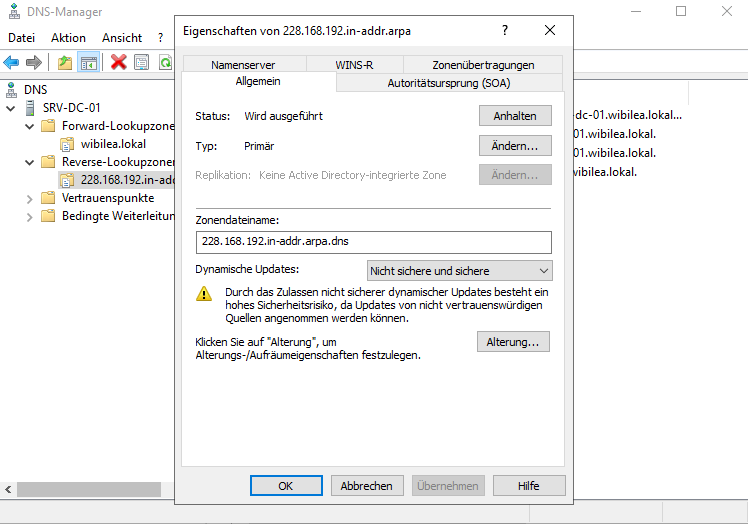 DNS-Manager
Datei Aktion Ansicht ?
DNS
SRV-DC-01
Forward-Lookupzone
wibilea.lokal
Reverse-Lookupzonen
228.168.192.in-add
Vertrauenspunkte
Bedingte Weiterleitun
-dc-01.wibilea.lokal...
01.wibilea.lokal.
01.wibilea.lokal.
bilea.lokal.
Eigenschaften von 228.168.192.in-addr.arpa ?
Namenserver WINS-R Zonenübertragungen
Allgemein Autoritätsursprung (SOA)
Status: Wird ausgeführt Anhalten
Typ: Primär Ändern...
Replikation: Keine Active Directory-integrierte Zone Ändern...
Zonendateiname:
228.168.192.in-addr.arpa.dns
Dynamische Updates: Nicht sichere und sichere
Durch das Zulassen nicht sicherer dynamischer Updates besteht ein
hohes Sicherheitsrisiko, da Updates von nicht vertrauenswürdigen
Quellen angenommen werden können.
Klicken Sie auf "Alterung", um
Alterungs-/Aufräumeigenschaften festzulegen. Alterung...
OK Abbrechen Übernehmen Hilfe